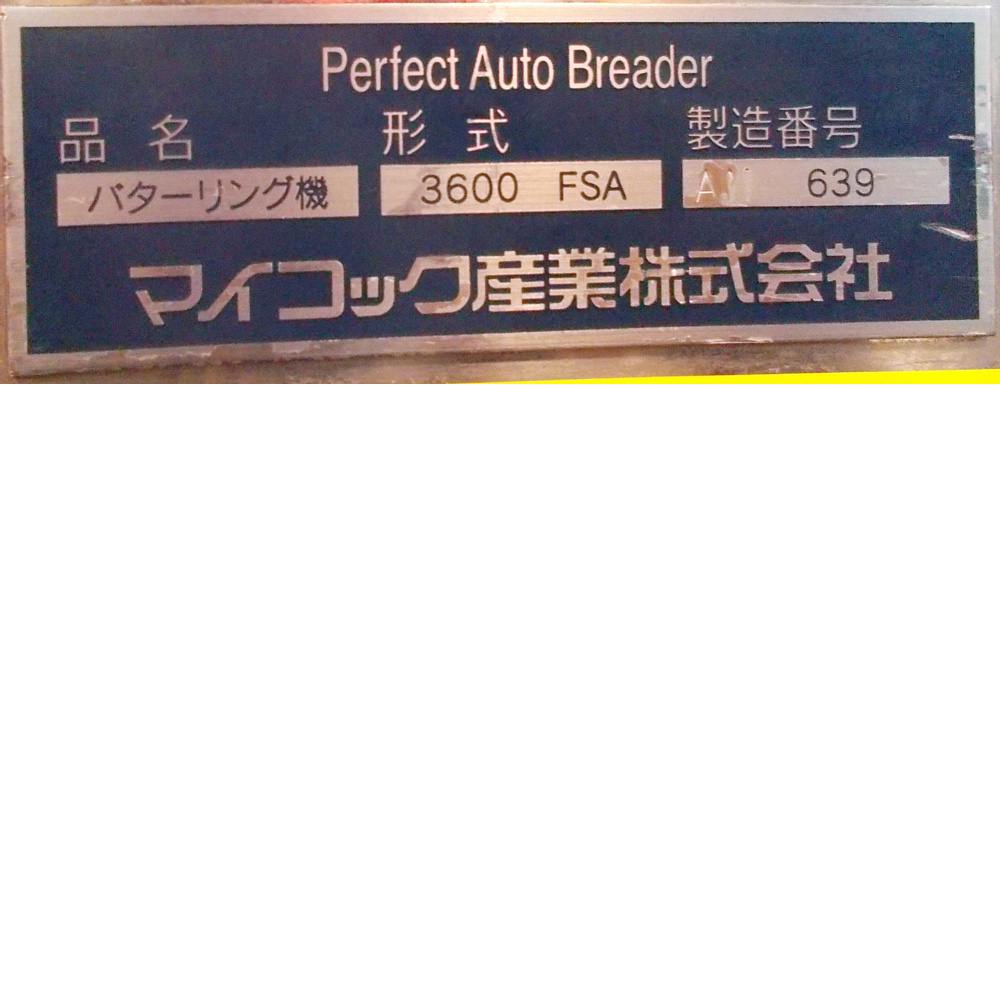 Perfect Auto Breader
品名 形式 製造番号
バターリング機 3600 FSA A 639
マイコック産業株式会社